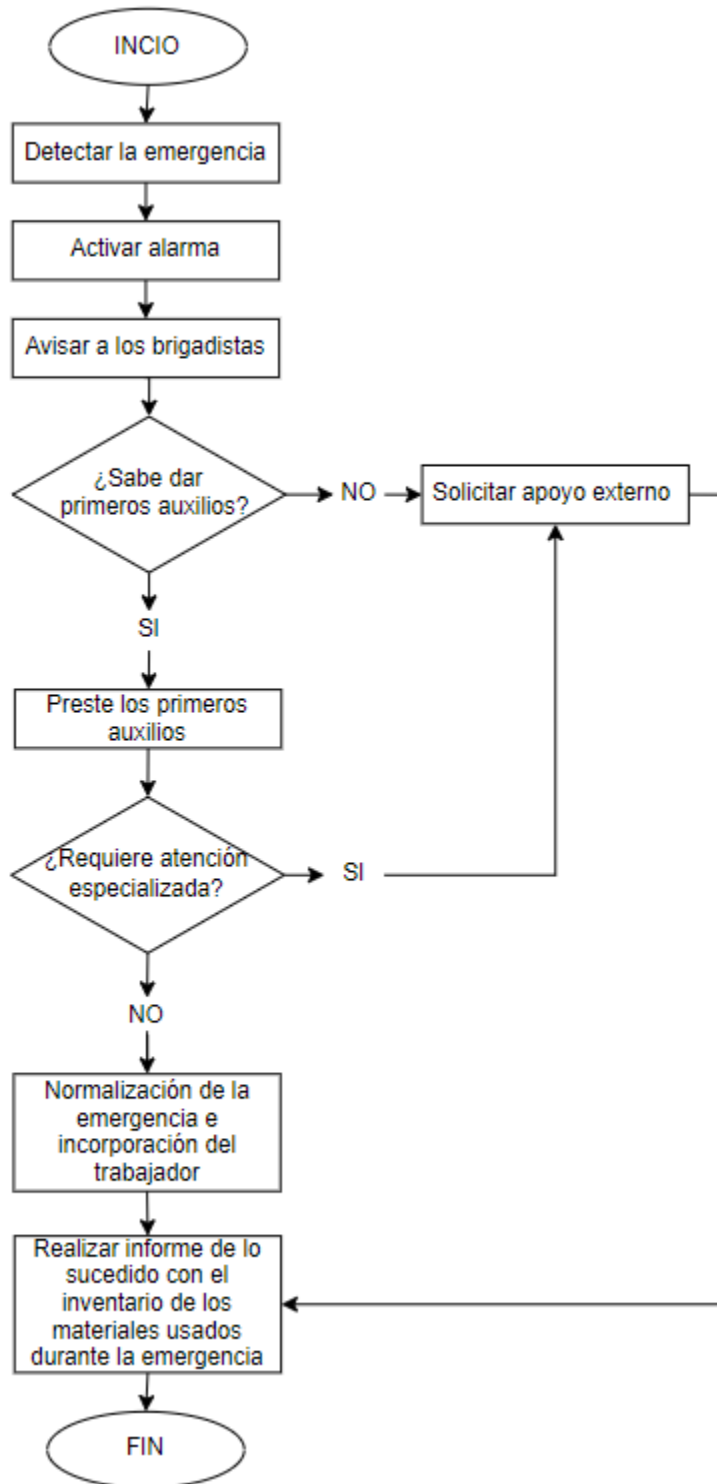 INCIO
Detectar la emergencia
Activar alarma
Avisar a los brigadistas
¿Sabe dar
primeros auxilios?
NO
Solicitar apoyo externo
SI
Preste los primeros
auxilios
¿Requiere atención
especializada?
SI
NO
Normalización de la
emergencia e
incorporación del
trabajador
Realizar informe de lo
sucedido con el
inventario de los
materiales usados
durante la emergencia
FIN